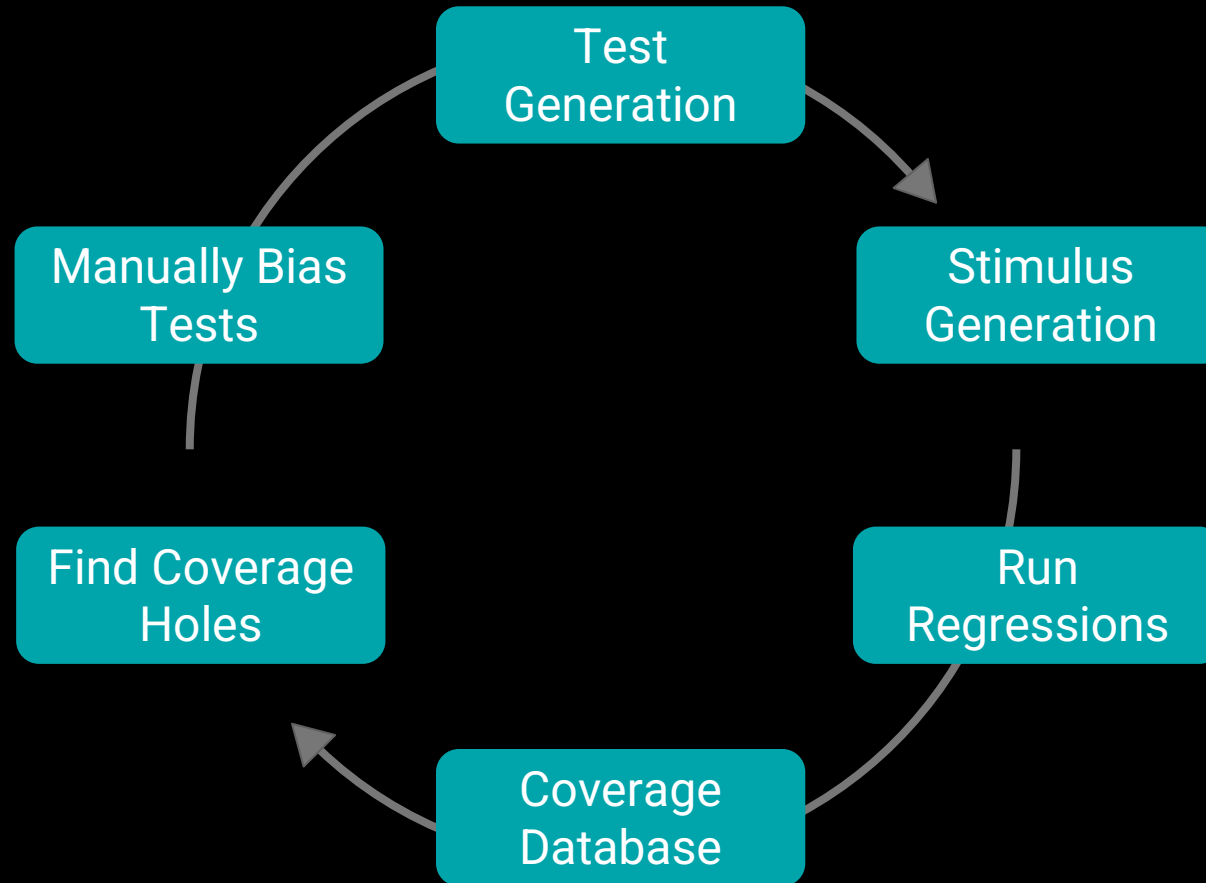 Test
Generation
Stimulus
Generation
Run
Regressions
Coverage
Database
Find Coverage
Holes
Manually Bias
Tests